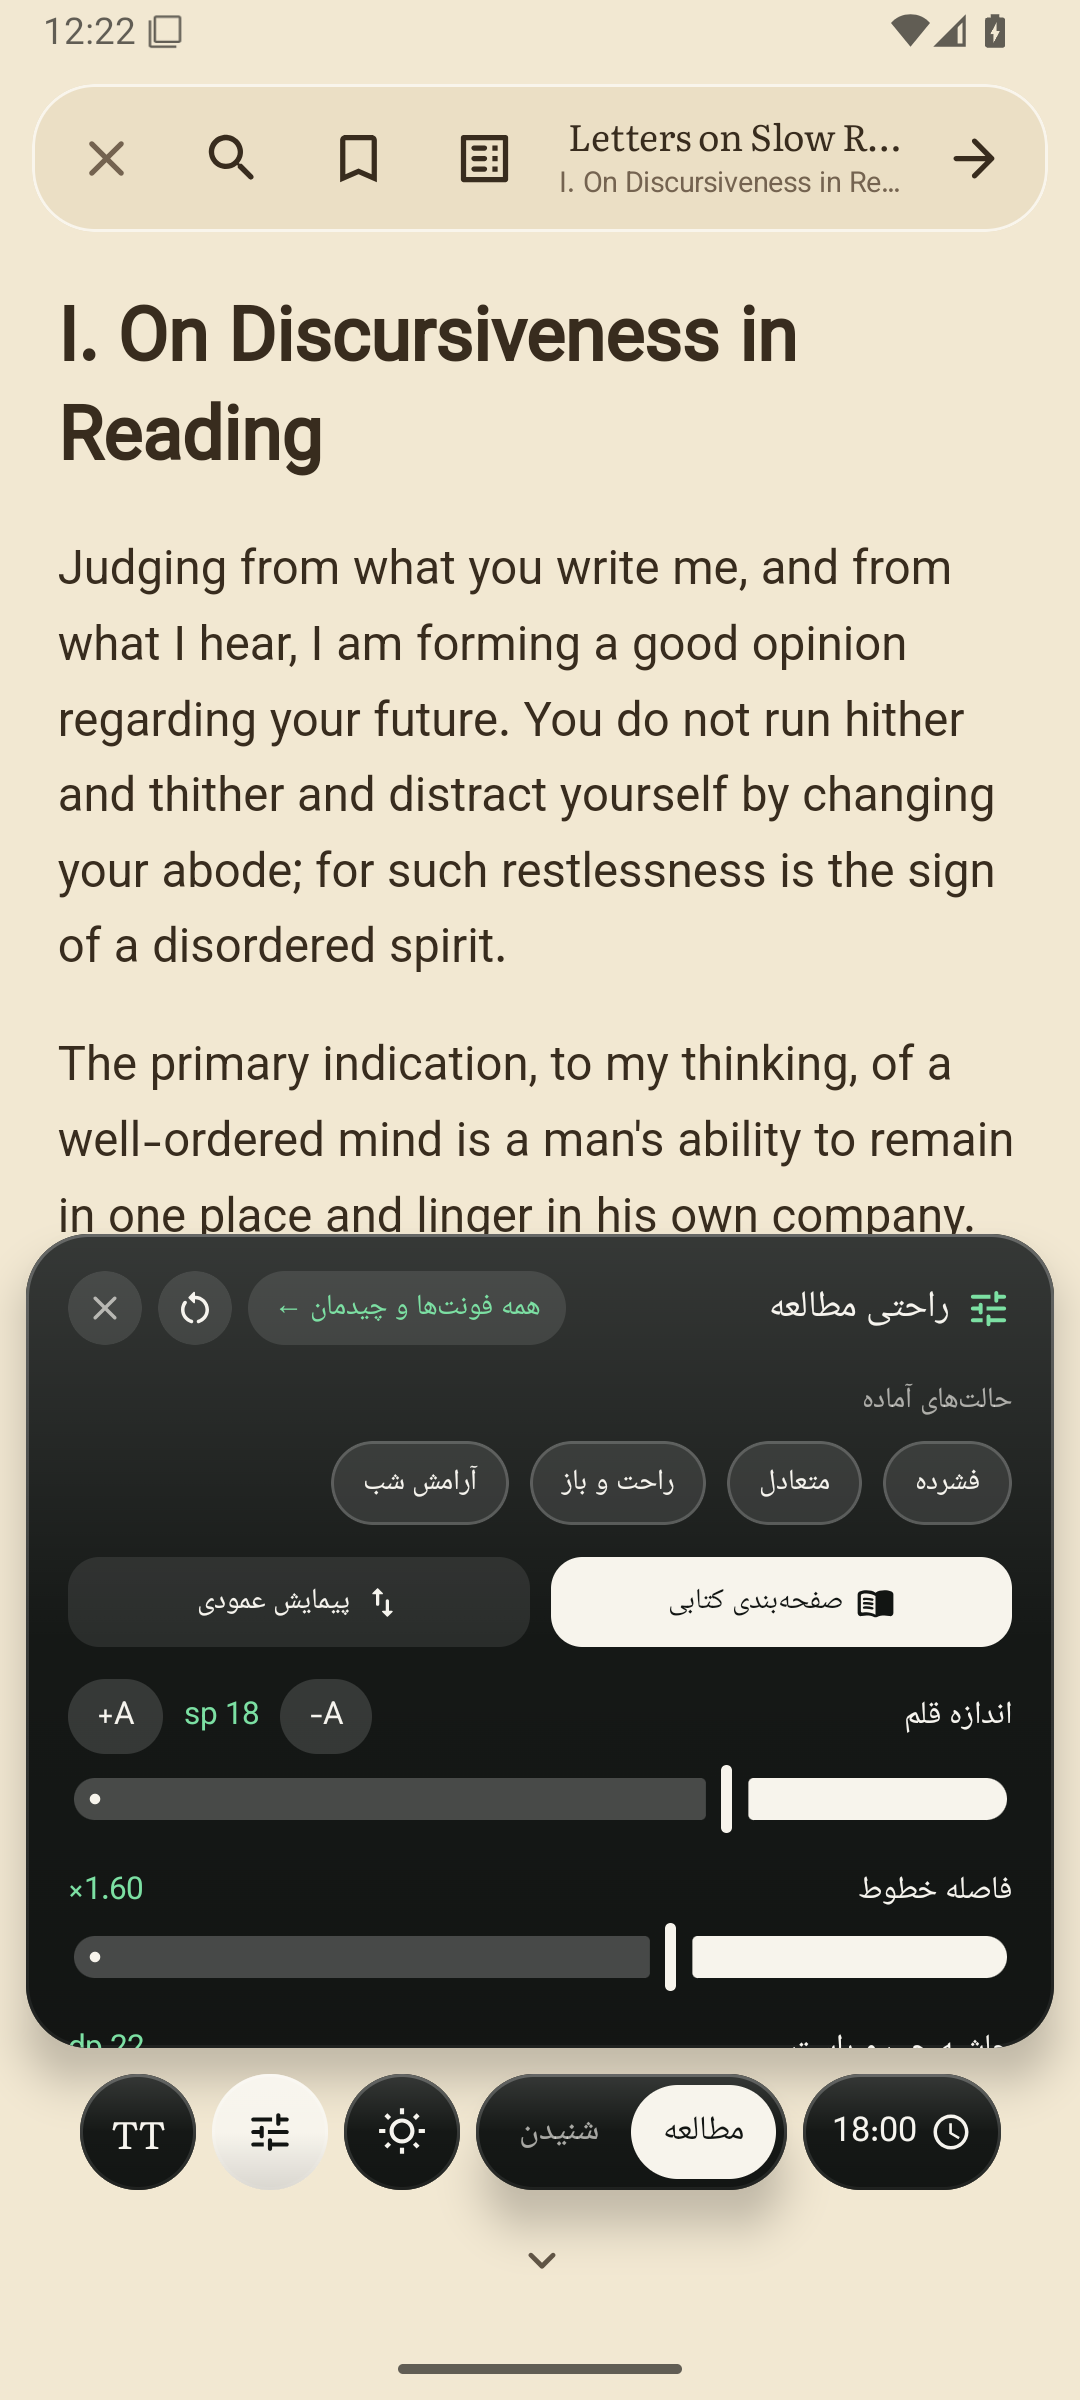 12:22
Letters on Slow R...
I. On Discursiveness in Re...
I. On Discursiveness in
Reading
Judging from what you write me, and from
what I hear, I am forming a good opinion
regarding your future. You do not run hither
and thither and distract yourself by changing
your abode; for such restlessness is the sign
of a disordered spirit.
The primary indication, to my thinking, of a
well-ordered mind is a man's ability to remain
in one place and linger in his own company.
راحتی مطالعه
همه فونت‌ها و چیدمان ←
حالت‌های آماده
فشرده
متعادل
راحت و باز
آرامش شب
صفحه‌بندی کتابی
پیمایش عمودی
اندازه قلم
A-
18 sp
A+
فاصله خطوط
1.60×
22 dp
18:00
مطالعه
شنیدن
TT